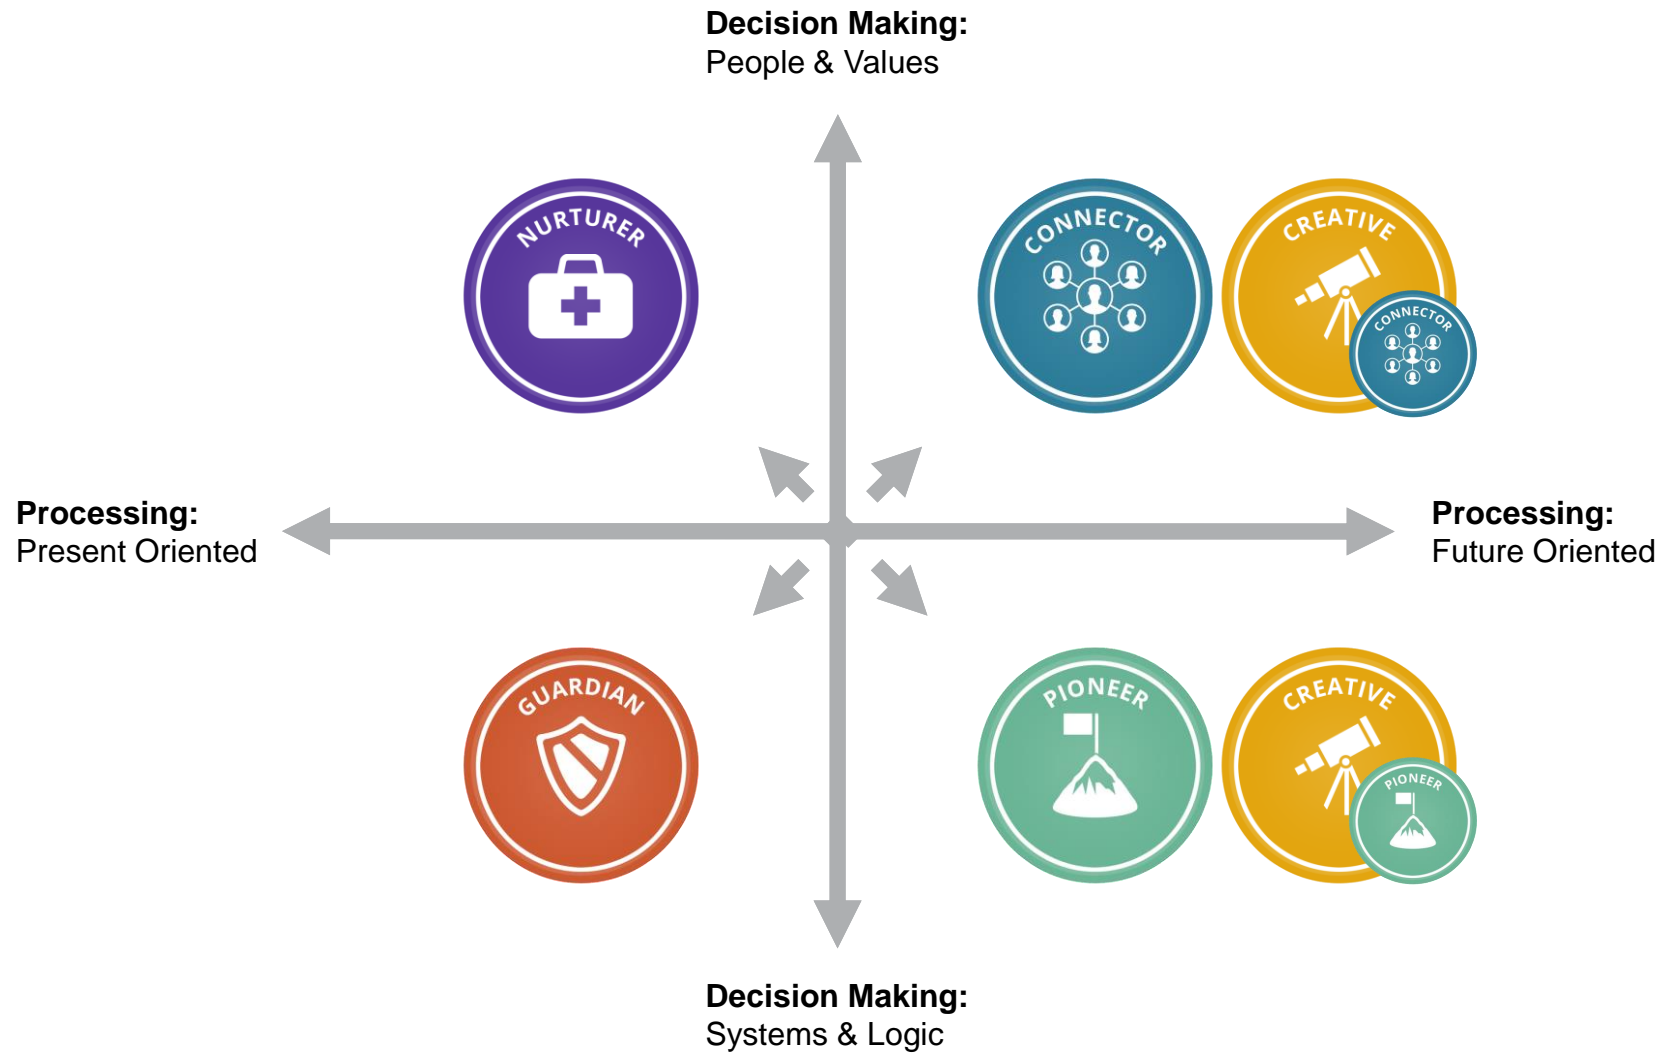 Decision Making:
People & Values
NURTURER
CONNECTOR
CREATIVE
CONNECTOR
Processing:
Present Oriented
Processing:
Future Oriented
GUARDIAN
PIONEER
CREATIVE
PIONEER
Decision Making:
Systems & Logic